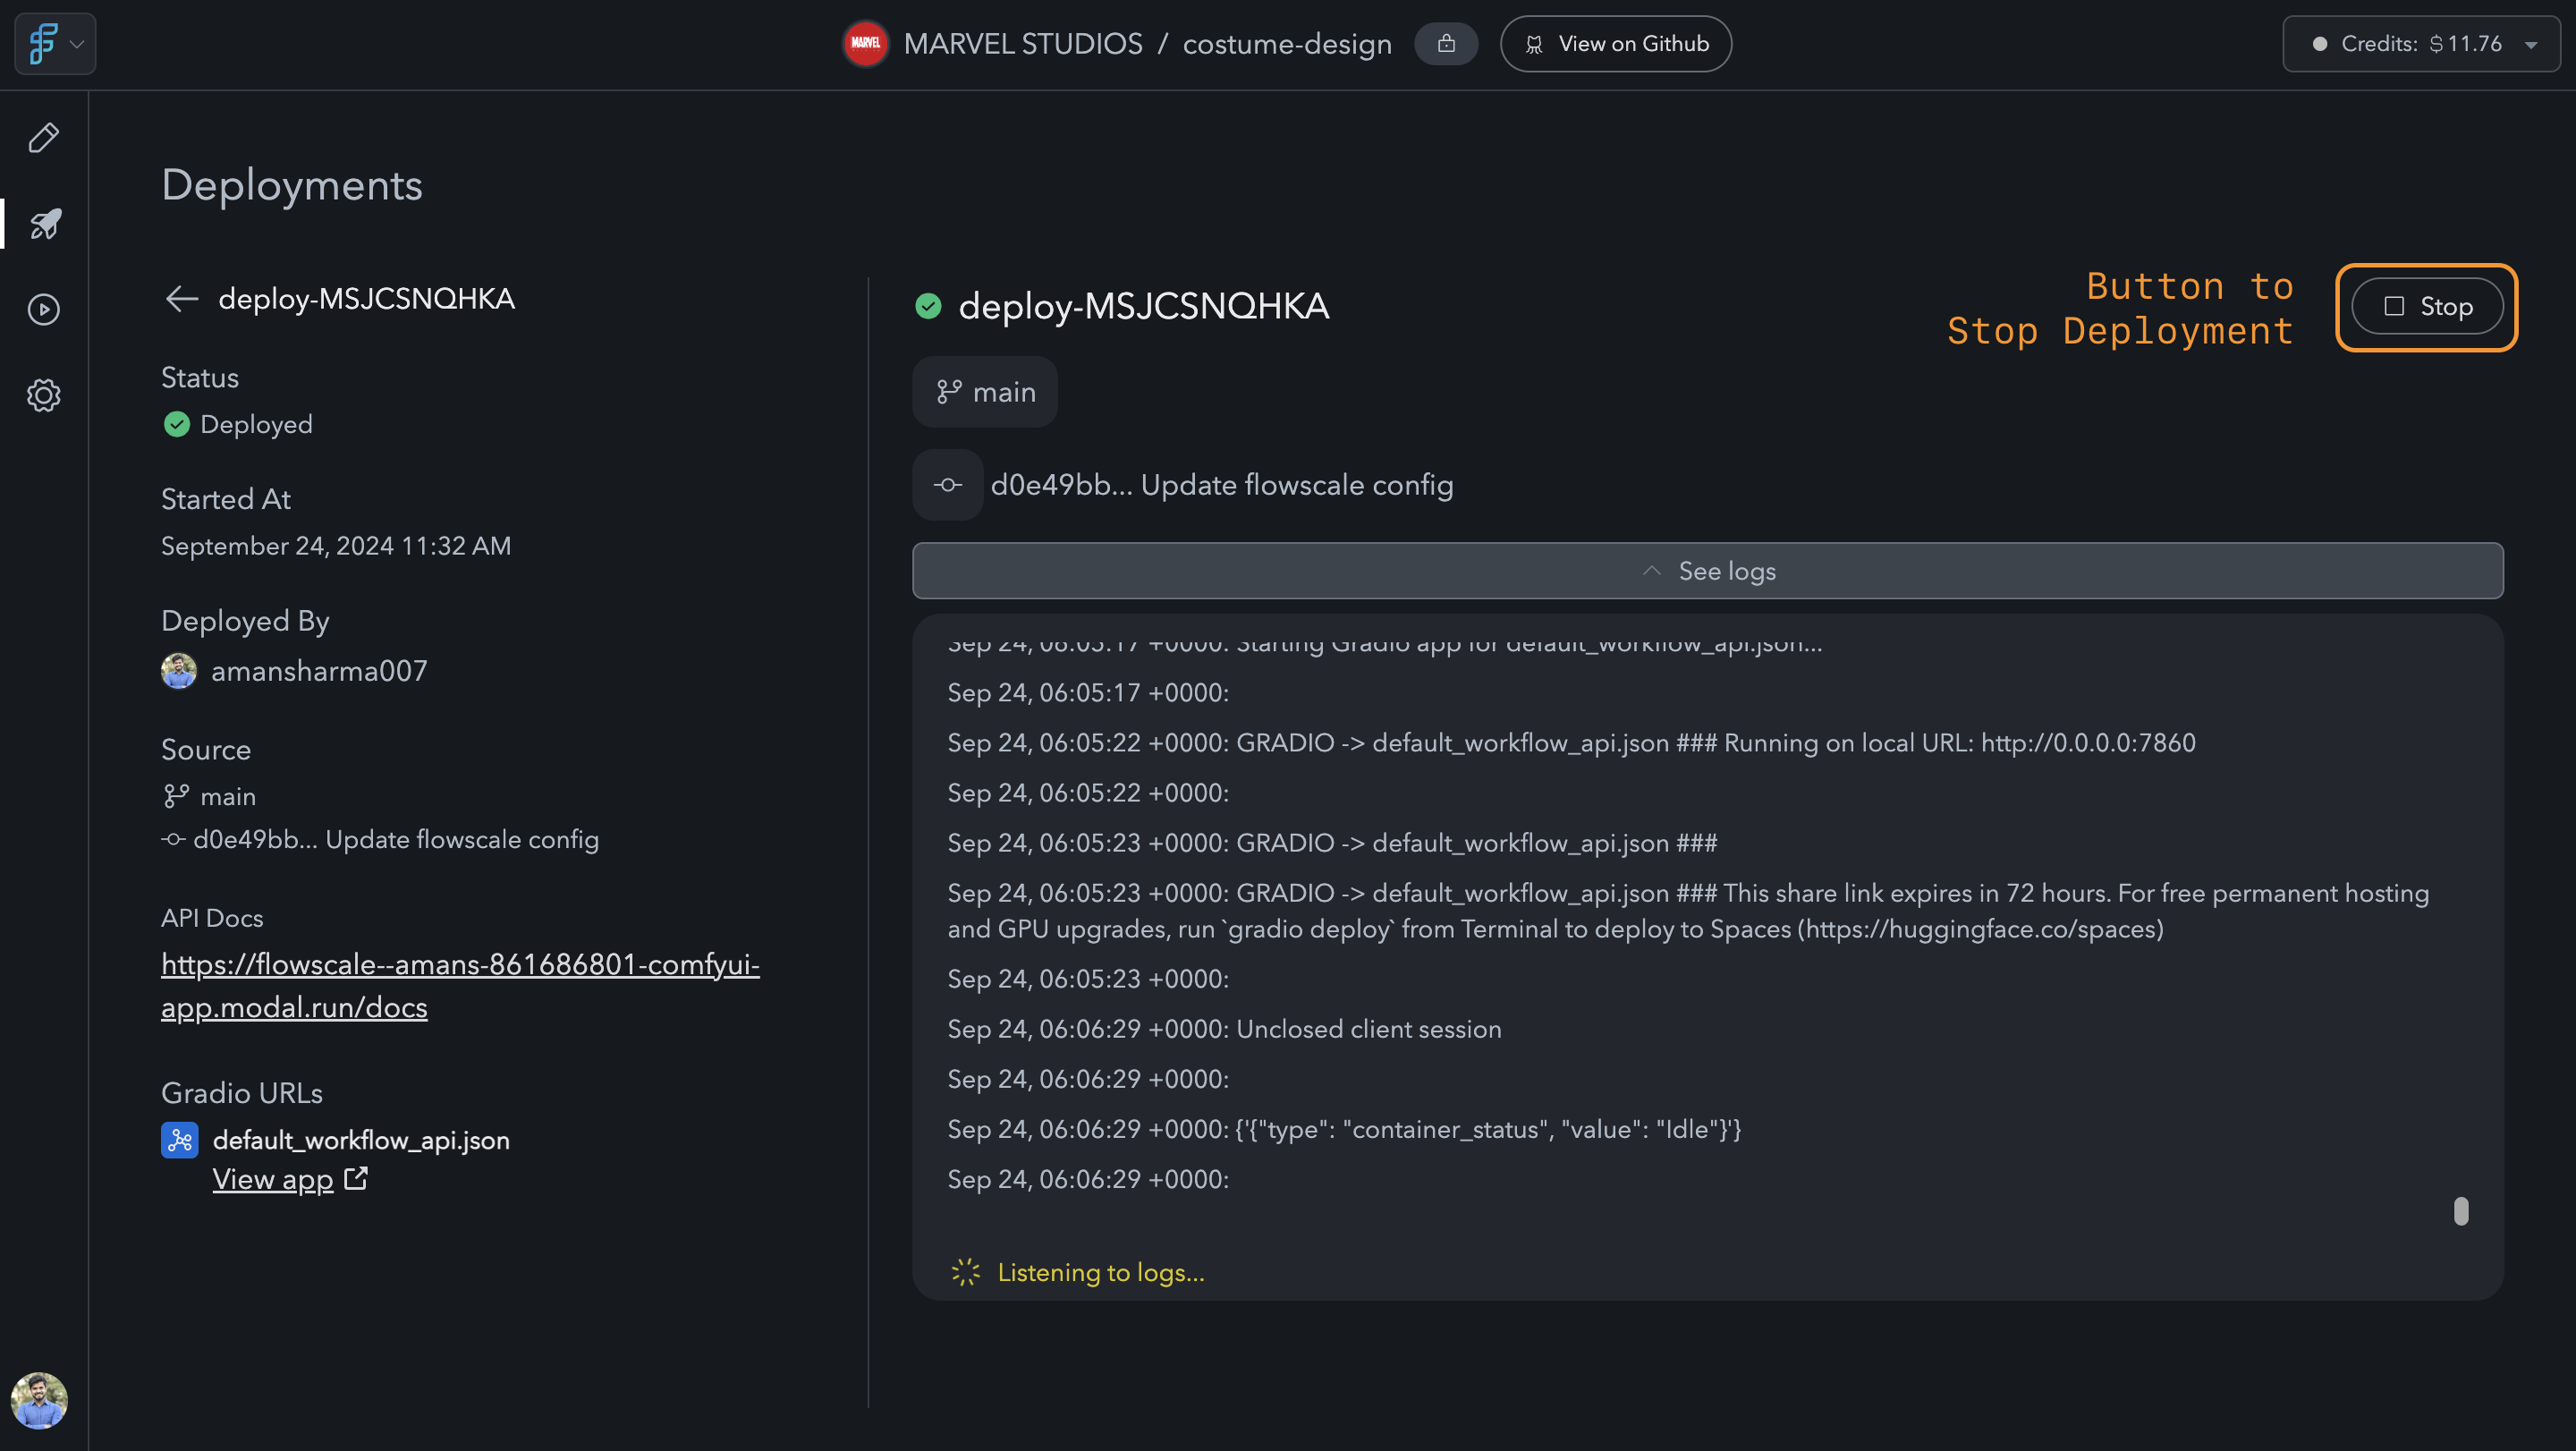 MARVEL MARVEL STUDIOS / costume-design View on Github Credits: $ 11.76
Deployments
deploy-MSJCSNQHKA
Status
Deployed
Started At
September 24, 2024 11:32 AM
Deployed By
amansharma007
Source
main
d0e49bb... Update flowscale config
API Docs
https://flowscale--amans-861686801-comfyui-
app.modal.run/docs
Gradio URLs
default_workflow_api.json
View app
deploy-MSJCSNQHKA
Button to
Stop Deployment
Stop
main
d0e49bb... Update flowscale config
See logs
Sep 24, 06:05:17 +0000: Starting Gradio app for default_workflow_api.json...
Sep 24, 06:05:17 +0000:
Sep 24, 06:05:22 +0000: GRADIO -> default_workflow_api.json ### Running on local URL: http://0.0.0.0:7860
Sep 24, 06:05:22 +0000:
Sep 24, 06:05:23 +0000: GRADIO -> default_workflow_api.json ###
Sep 24, 06:05:23 +0000: GRADIO -> default_workflow_api.json ### This share link expires in 72 hours. For free permanent hosting
and GPU upgrades, run `gradio deploy` from Terminal to deploy to Spaces (https://huggingface.co/spaces)
Sep 24, 06:05:23 +0000:
Sep 24, 06:06:29 +0000: Unclosed client session
Sep 24, 06:06:29 +0000:
Sep 24, 06:06:29 +0000: {'{"type": "container_status", "value": "Idle"}'}
Sep 24, 06:06:29 +0000:
Listening to logs...